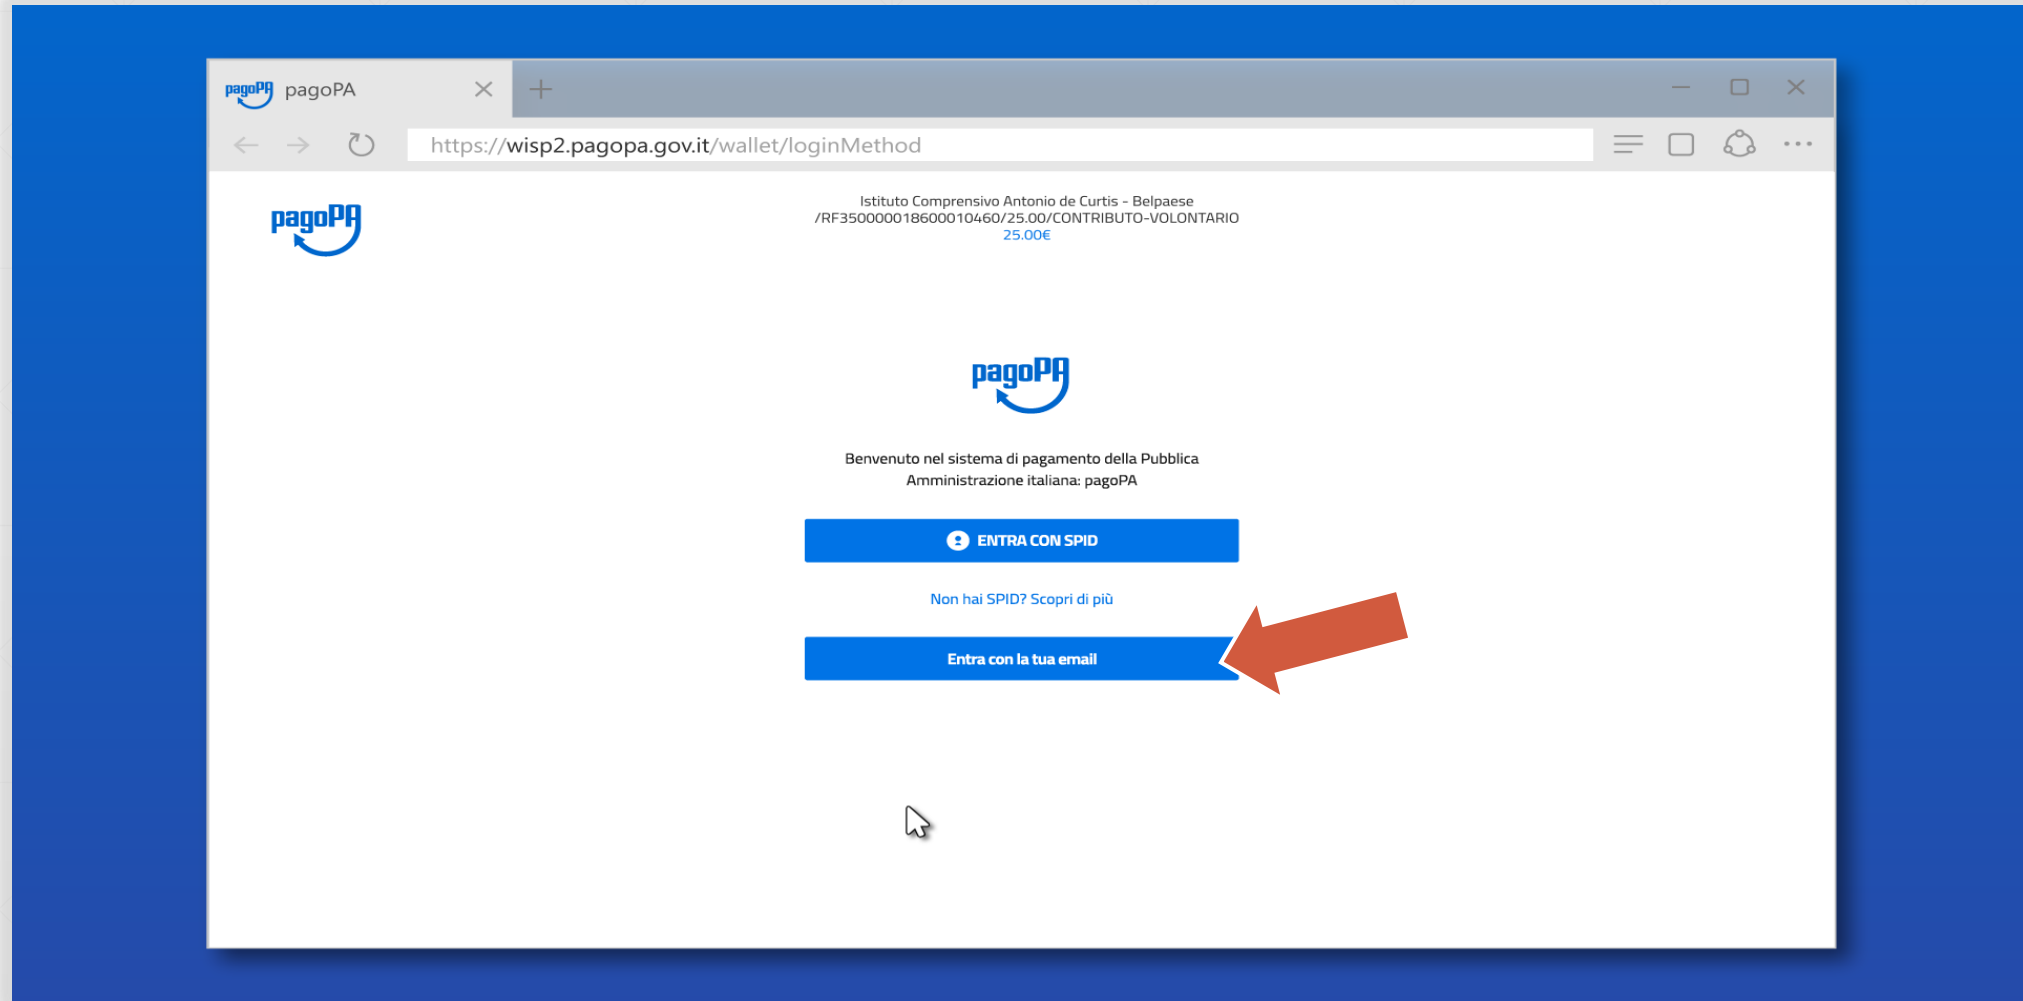 pagoPA pagoPA
https://wisp2.pagopa.gov.it/wallet/loginMethod
pagoPA
Istituto Comprensivo Antonio de Curtis - Belpaese
/RF35000001860001046​0/25.00/CONTRIBUTO-VOLONTARIO
25.00€
pagoPA
Benvenuto nel sistema di pagamento della Pubblica
Amministrazione italiana: pagoPA
ENTRA CON SPID
Non hai SPID? Scopri di più
Entra con la tua email